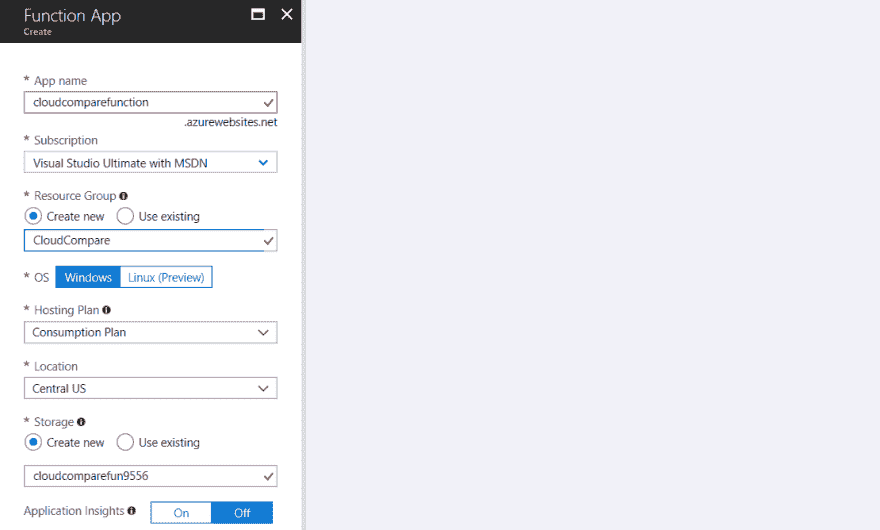 Function App
Create
* App name
cloudcomparefunction
.azurewebsites.net
* Subscription
Visual Studio Ultimate with MSDN
* Resource Group
Create new Use existing
CloudCompare
* OS Windows Linux (Preview)
* Hosting Plan
Consumption Plan
* Location
Central US
* Storage
Create new Use existing
cloudcomparefun9556
Application Insights On Off